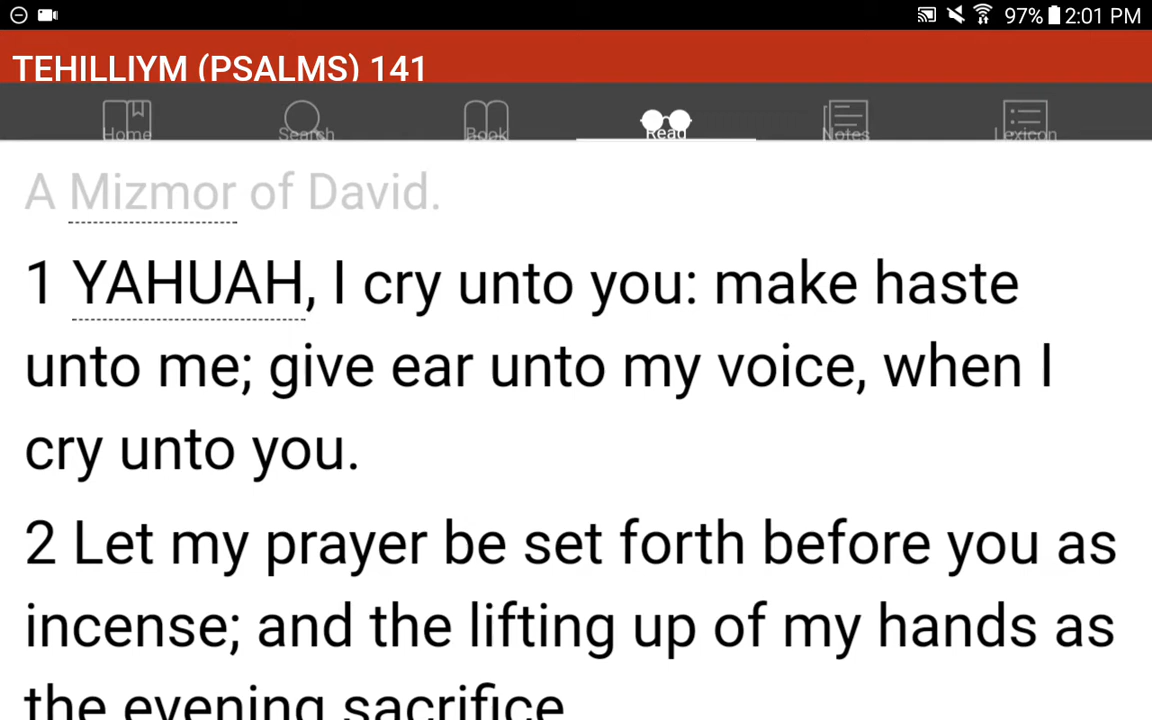 97% 2:01 PM
TEHILLIYM (PSALMS) 141
Home Search Book Read Notes Lexicon
A Mizmor of David.
1 YAHUAH, I cry unto you: make haste
unto me; give ear unto my voice, when I
cry unto you.
2 Let my prayer be set forth before you as
incense; and the lifting up of my hands as
the evening sacrifice